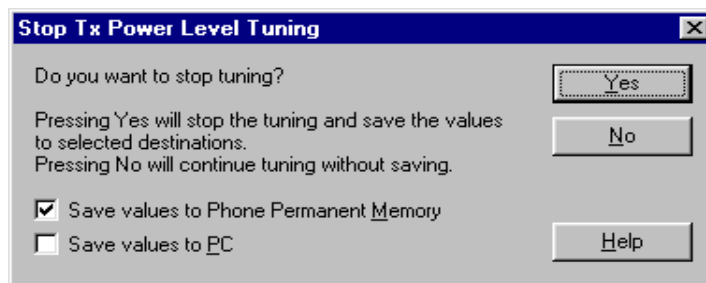 Stop Tx Power Level Tuning
Do you want to stop tuning?
Yes
Pressing Yes will stop the tuning and save the values
to selected destinations.
Pressing No will continue tuning without saving.
No
Save values to Phone Permanent Memory
Save values to PC
Help